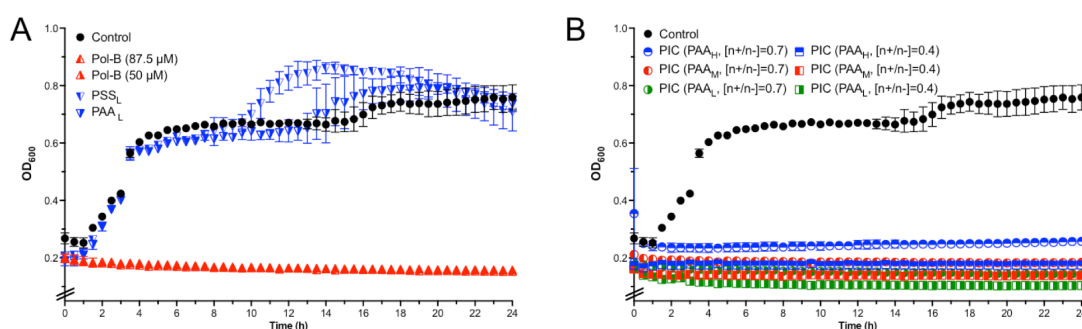 A
1.0
0.8
0.6
0.4
0.2
OD600
Control
Pol-B (87.5 µM)
Pol-B (50 µM)
PSSL
PAAL
0 2 4 6 8 10 12 14 16 18 20 22 24
Time (h)
B
1.0
0.8
0.6
0.4
0.2
OD600
Control
PIC (PAAH, [n+/n-]=0.7) PIC (PAAH, [n+/n-]=0.4)
PIC (PAAM, [n+/n-]=0.7) PIC (PAAM, [n+/n-]=0.4)
PIC (PAAL, [n+/n-]=0.7) PIC (PAAL, [n+/n-]=0.4)
0 2 4 6 8 10 12 14 16 18 20 22 24
Time (h)